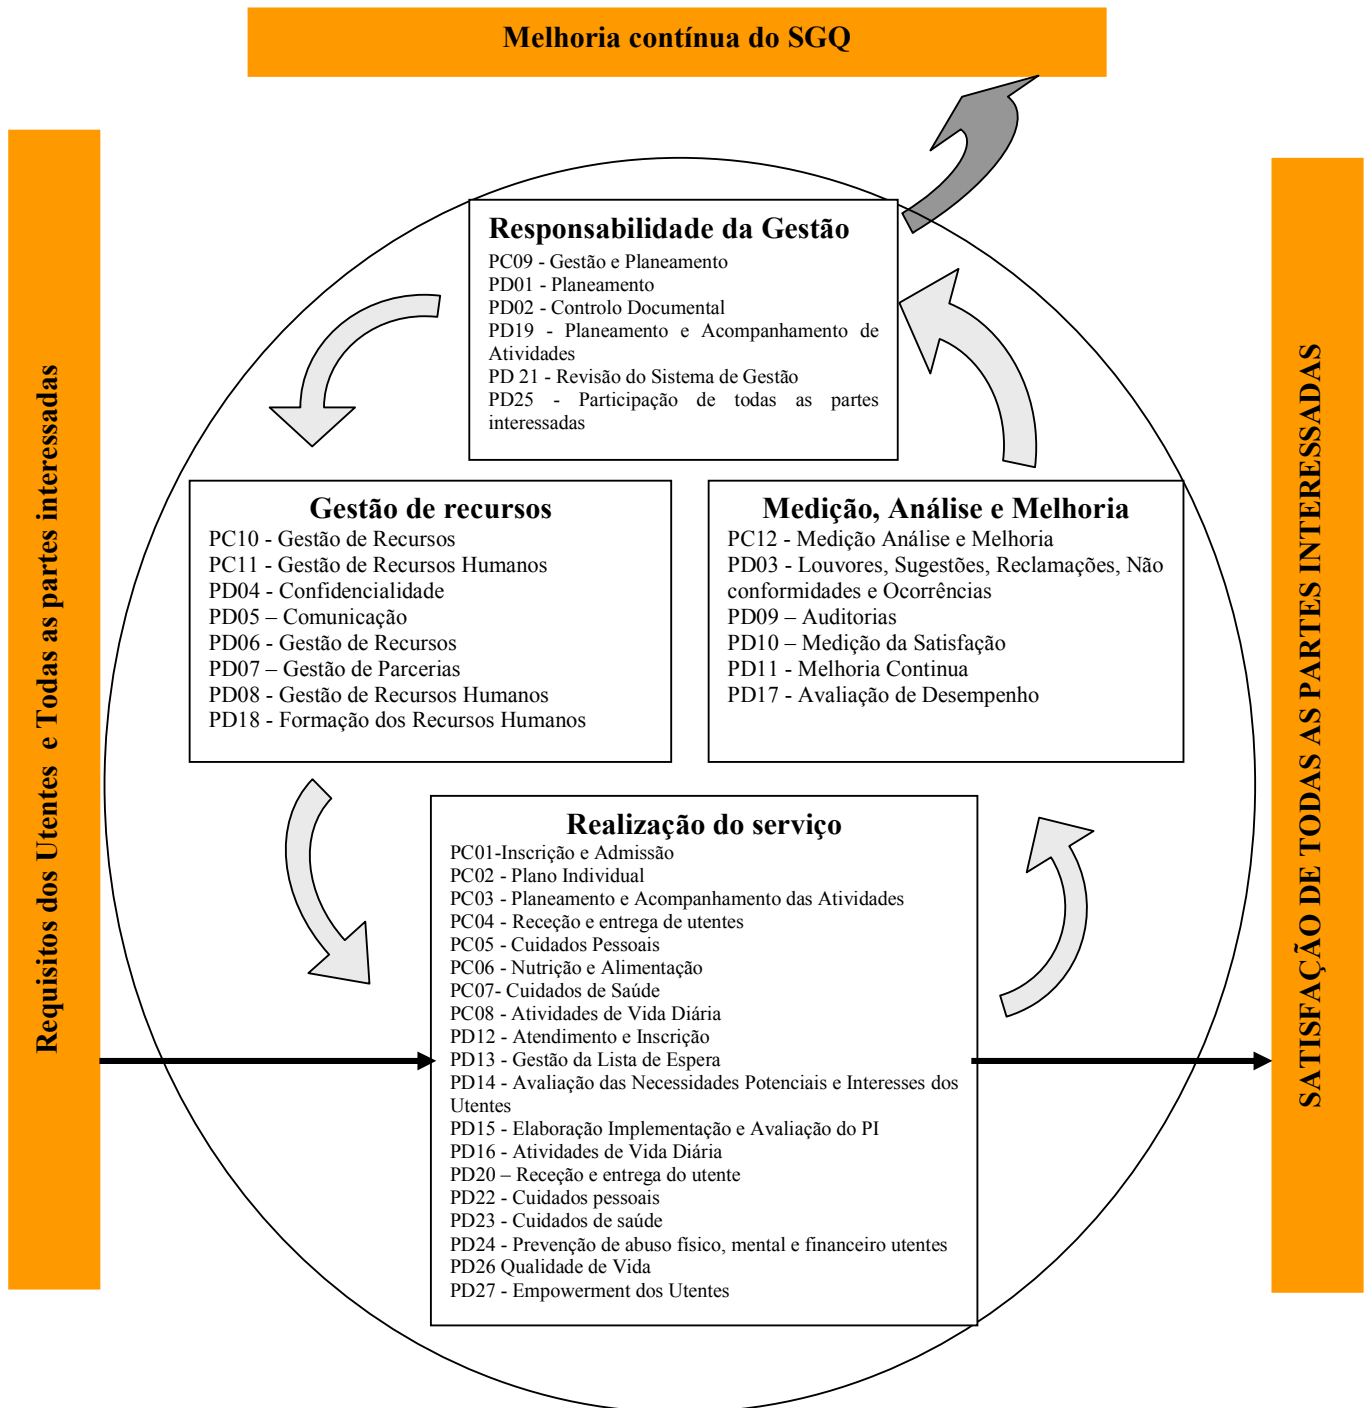 Melhoria contínua do SGQ
Requisitos dos Utentes e Todas as partes interessadas
Responsabilidade da Gestão
PC09 - Gestão e Planeamento
PD01 - Planeamento
PD02 - Controlo Documental
PD19 - Planeamento e Acompanhamento de
Atividades
PD 21 - Revisão do Sistema de Gestão
PD25 - Participação de todas as partes
interessadas
Gestão de recursos
PC10 - Gestão de Recursos
PC11 - Gestão de Recursos Humanos
PD04 - Confidencialidade
PD05 – Comunicação
PD06 - Gestão de Recursos
PD07 – Gestão de Parcerias
PD08 - Gestão de Recursos Humanos
PD18 - Formação dos Recursos Humanos
Medição, Análise e Melhoria
PC12 - Medição Análise e Melhoria
PD03 - Louvores, Sugestões, Reclamações, Não
conformidades e Ocorrências
PD09 – Auditorias
PD10 – Medição da Satisfação
PD11 - Melhoria Continua
PD17 - Avaliação de Desempenho
Realização do serviço
PC01-Inscrição e Admissão
PC02 - Plano Individual
PC03 - Planeamento e Acompanhamento das Atividades
PC04 - Receção e entrega de utentes
PC05 - Cuidados Pessoais
PC06 - Nutrição e Alimentação
PC07- Cuidados de Saúde
PC08 - Atividades de Vida Diária
PD12 - Atendimento e Inscrição
PD13 - Gestão da Lista de Espera
PD14 - Avaliação das Necessidades Potenciais e Interesses dos
Utentes
PD15 - Elaboração Implementação e Avaliação do PI
PD16 - Atividades de Vida Diária
PD20 – Receção e entrega do utente
PD22 - Cuidados pessoais
PD23 - Cuidados de saúde
PD24 - Prevenção de abuso físico, mental e financeiro utentes
PD26 Qualidade de Vida
PD27 - Empowerment dos Utentes
SATISFAÇÃO DE TODAS AS PARTES INTERESSADAS